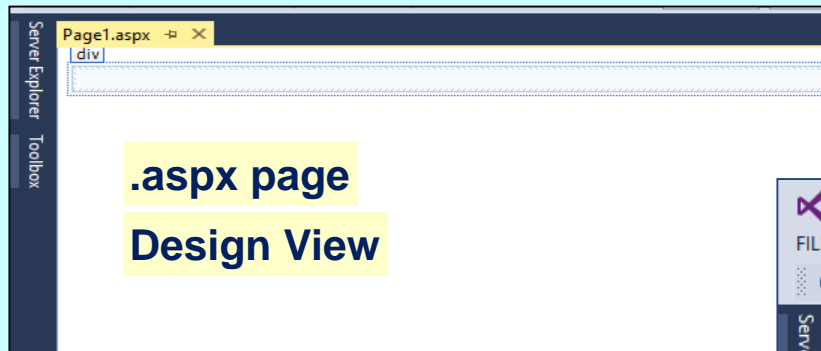 Page1.aspx
div
Server Explorer
Toolbox
.aspx page
Design View
FIL
Serv